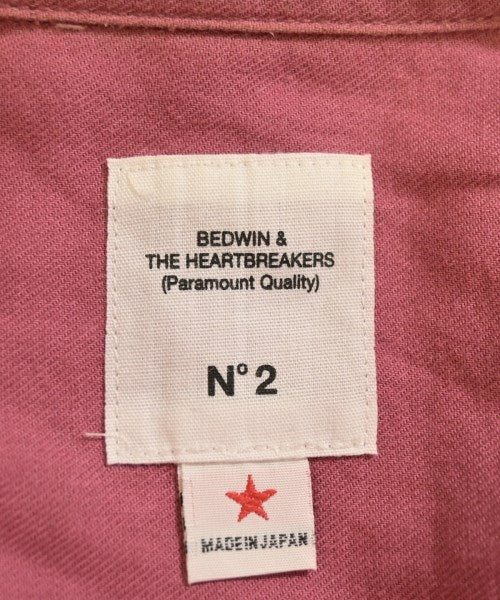 BEDWIN &
THE HEARTBREAKERS
(Paramount Quality)
N° 2
MADE IN JAPAN